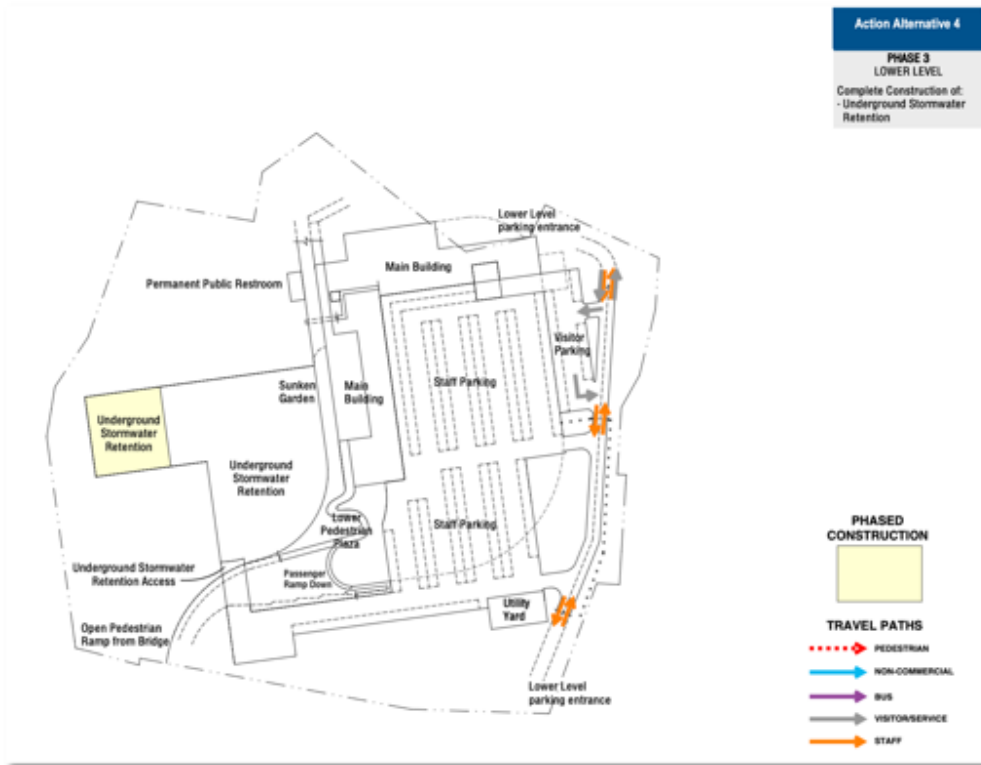 Action Alternative 4
PHASE 3
LOWER LEVEL
Complete Construction of:
- Underground Stormwater
Retention
Lower Level
parking entrance
Main Building
Permanent Public Restroom
Visitor
Parking
Sunken
Garden
Main
Building
Staff Parking
Underground
Stormwater
Retention
Underground
Stormwater
Retention
Lower
Pedestrian
Plaza
Staff Parking
Underground Stormwater
Retention Access
Passenger
Ramp Down
Utility
Yard
Open Pedestrian
Ramp from Bridge
Lower Level
parking entrance
PHASED
CONSTRUCTION
TRAVEL PATHS
PEDESTRIAN
NON-COMMERCIAL
BUS
VISITOR/SERVICE
STAFF